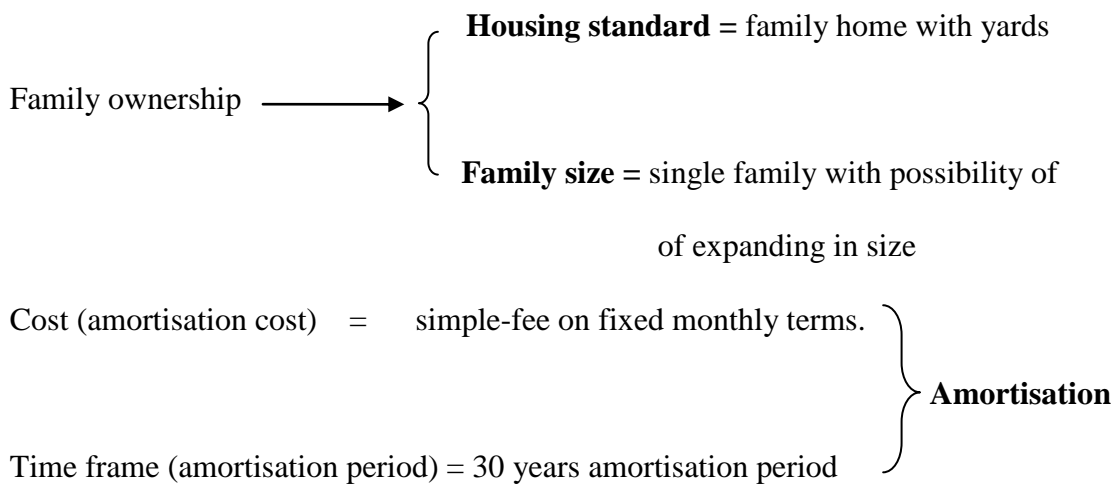 Housing standard = family home with yards
Family ownership
Family size = single family with possibility of
of expanding in size
Cost (amortisation cost) = simple-fee on fixed monthly terms.
Amortisation
Time frame (amortisation period) = 30 years amortisation period